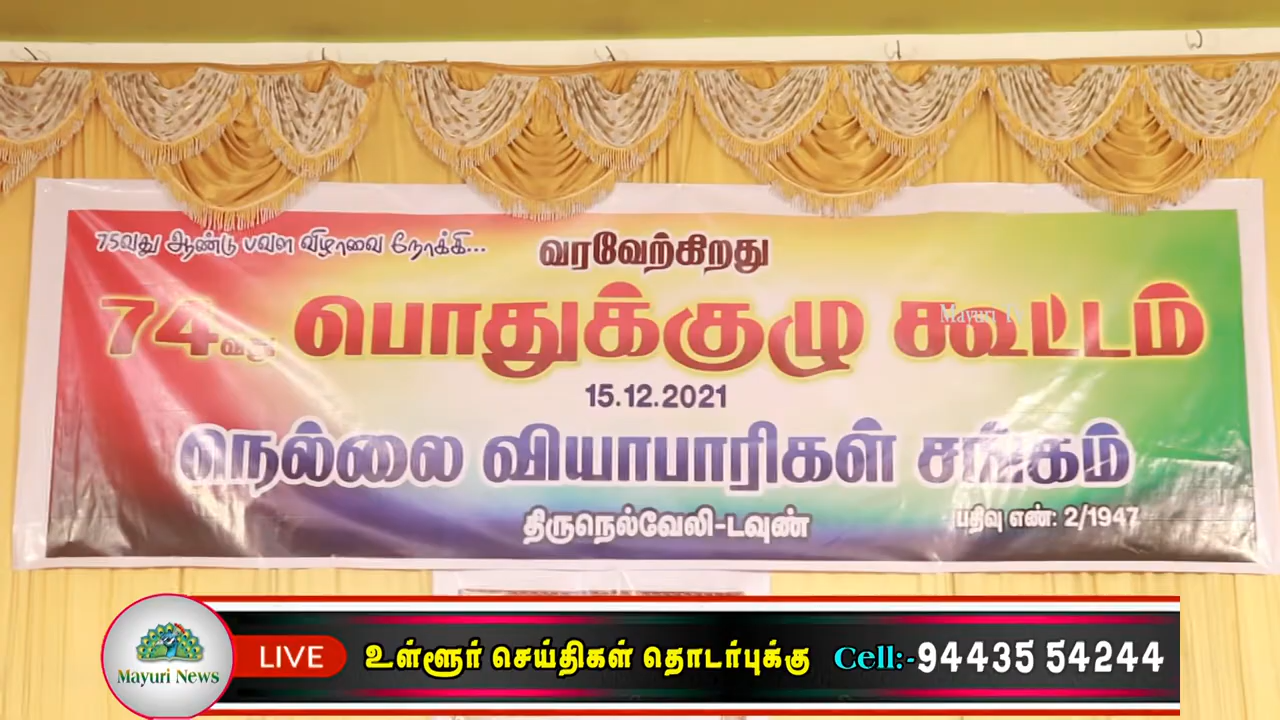 75வது ஆண்டு பவள விழாவை நோக்கி...
வரவேற்கிறது
74வது பொதுக்குழு கூட்டம்
Mayuri
15.12.2021
நெல்லை வியாபாரிகள் சங்கம்
திருநெல்வேலி-டவுண்
பதிவு எண்: 2/1947
Mayuri News
LIVE
உள்ளூர் செய்திகள் தொடர்புக்கு Cell:-94435 54244